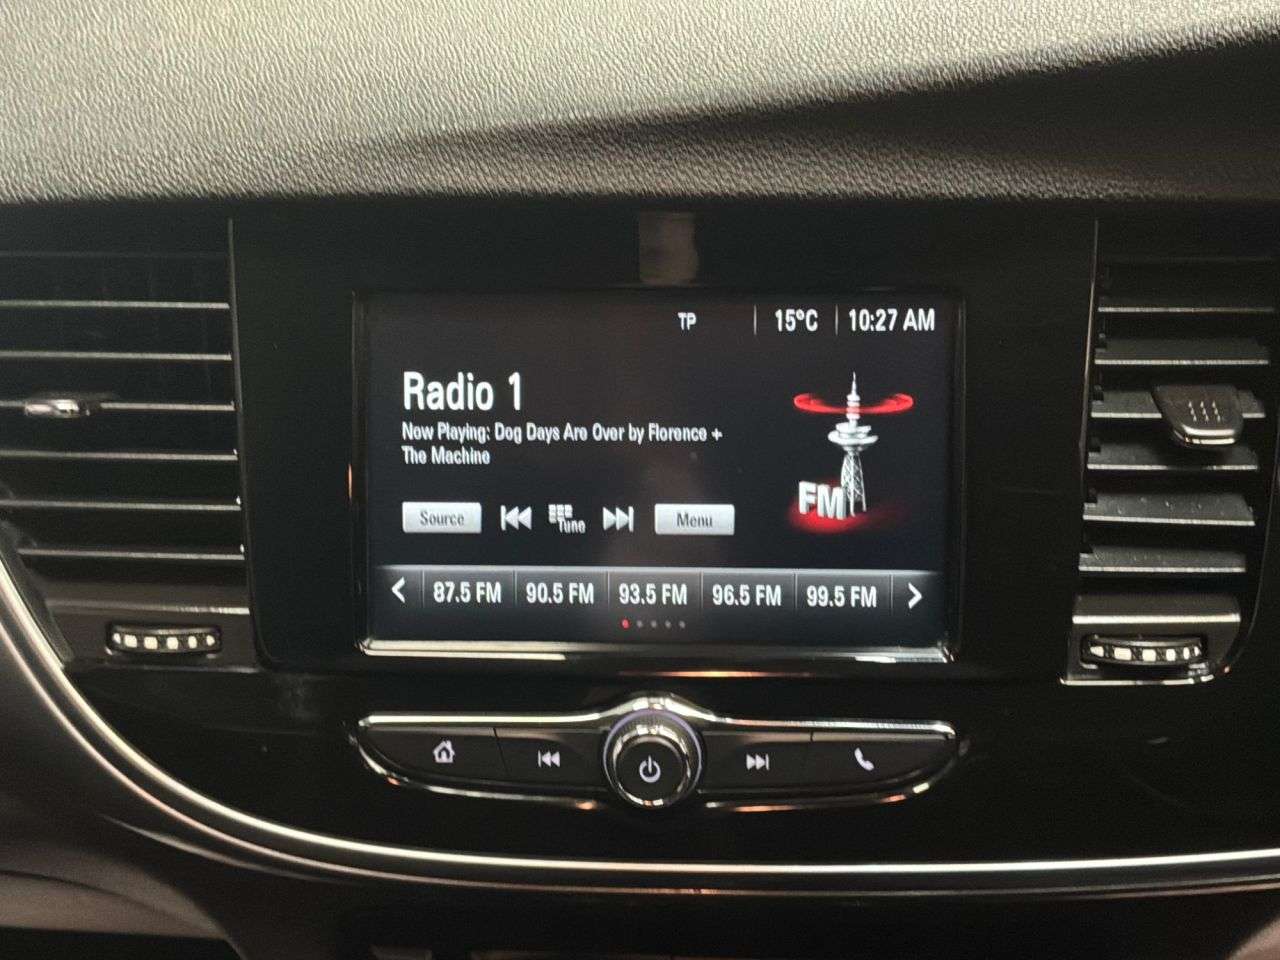 TP 15°C 10:27 AM
Radio 1
Now Playing: Dog Days Are Over by Florence +
The Machine
FM
Source Tune Menu
87.5 FM 90.5 FM 93.5 FM 96.5 FM 99.5 FM